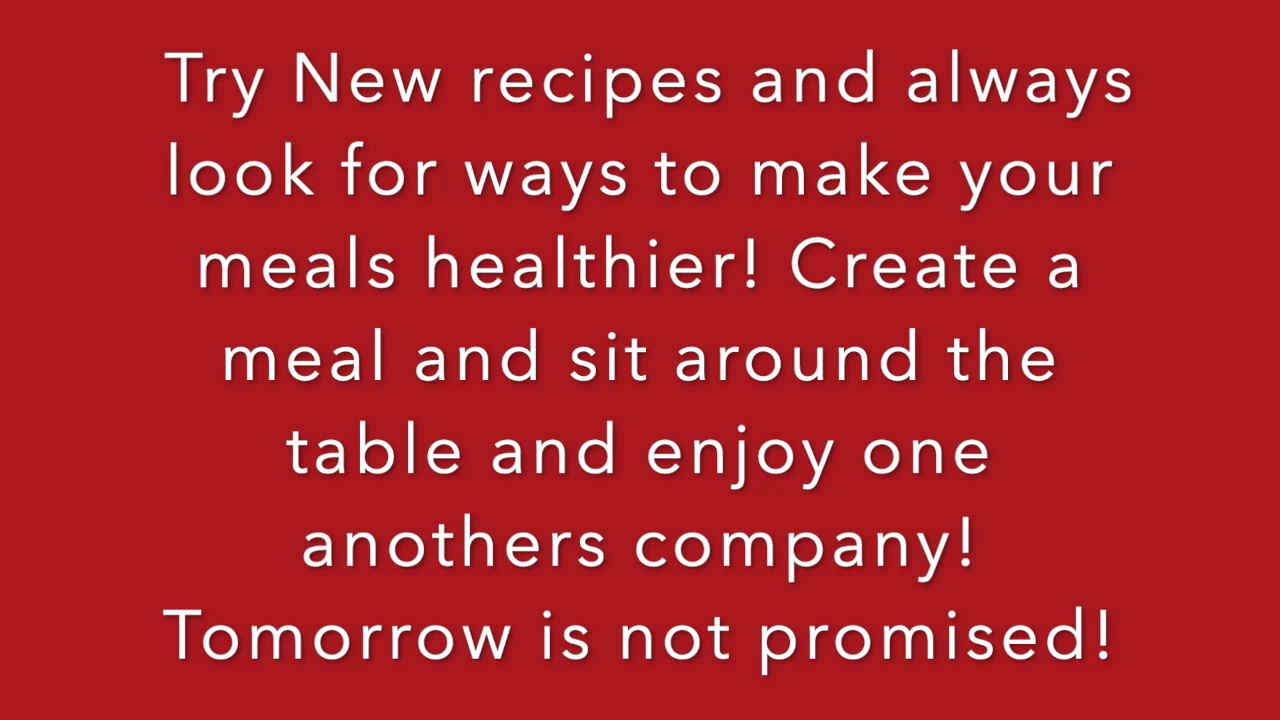 Try New recipes and always
look for ways to make your
meals healthier! Create a
meal and sit around the
table and enjoy one
anothers company!
Tomorrow is not promised!